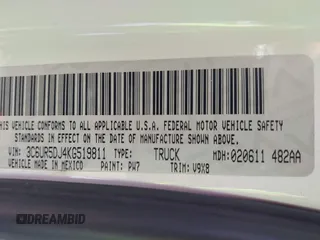 THIS VEHICLE CONFORMS TO ALL APPLICABLE U.S.A. FEDERAL MOTOR VEHICLE SAFETY
STANDARDS IN EFFECT ON THE DATE OF MANUFACTURE SHOWN ABOVE.
VIN: 3C6UR5DJ4KG519811 TYPE: TRUCK MDH: 020611 482AA
VEHICLE MADE IN MEXICO PAINT: PW7 TRIM: V9X8